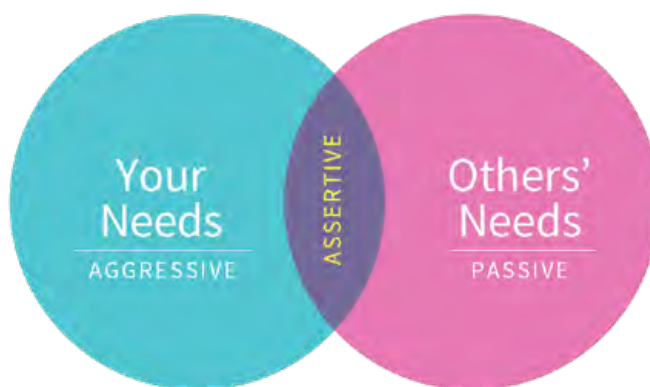 Your
Needs
AGGRESSIVE
ASSERTIVE
Others’
Needs
PASSIVE